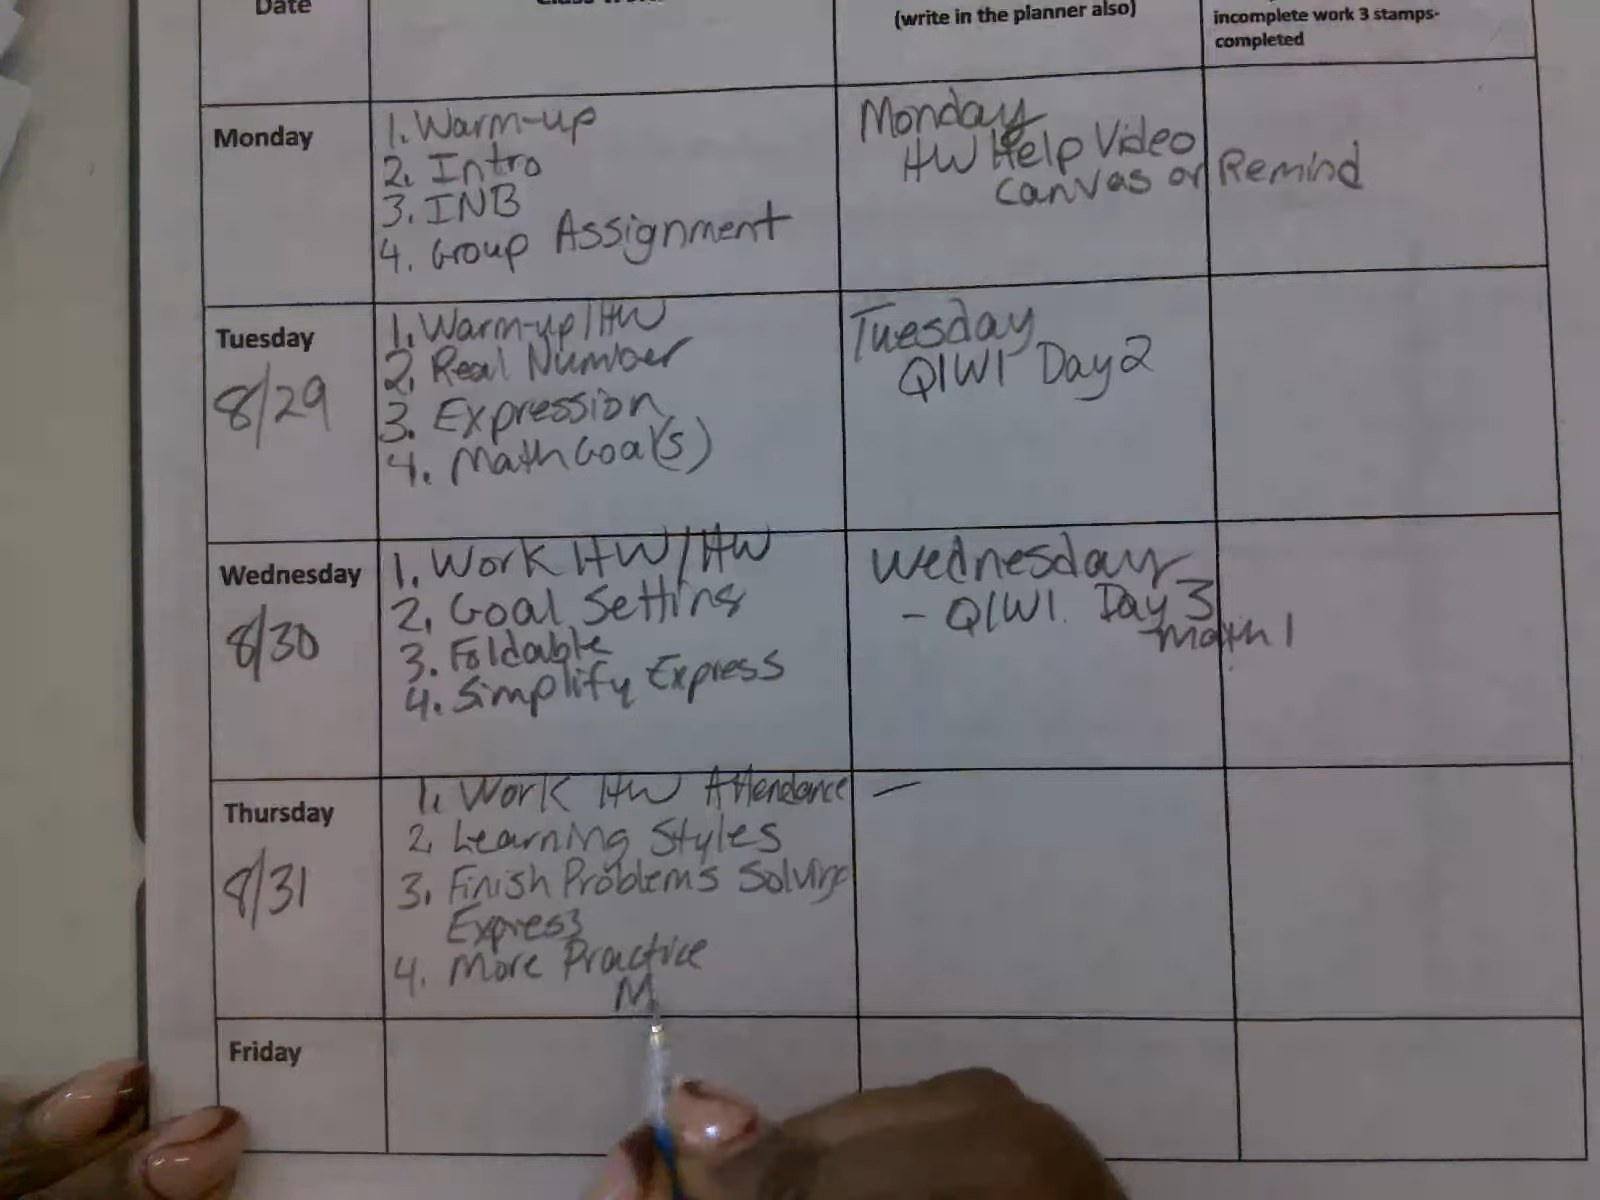 Date
(write in the planner also)
incomplete work 3 stamps-
completed
Monday
1. Warm-up
2. Intro
3. INB
4. Group Assignment
Monday
HW Help Video
Canvas or Remind
Tuesday
8/29
1. Warm-up/HW
2. Real Number
3. Expression
4. Math Goal(s)
Tuesday
Q1W1 Day 2
Wednesday
8/30
1. Work HW/HW
2. Goal Setting
3. Foldable
4. Simplify Express
Wednesday
- Q1W1 Day 3
Math 1
Thursday
8/31
1. Work HW Attendance
2. Learning Styles
3. Finish Problems Solving
Express
4. More Practice
M
—
Friday